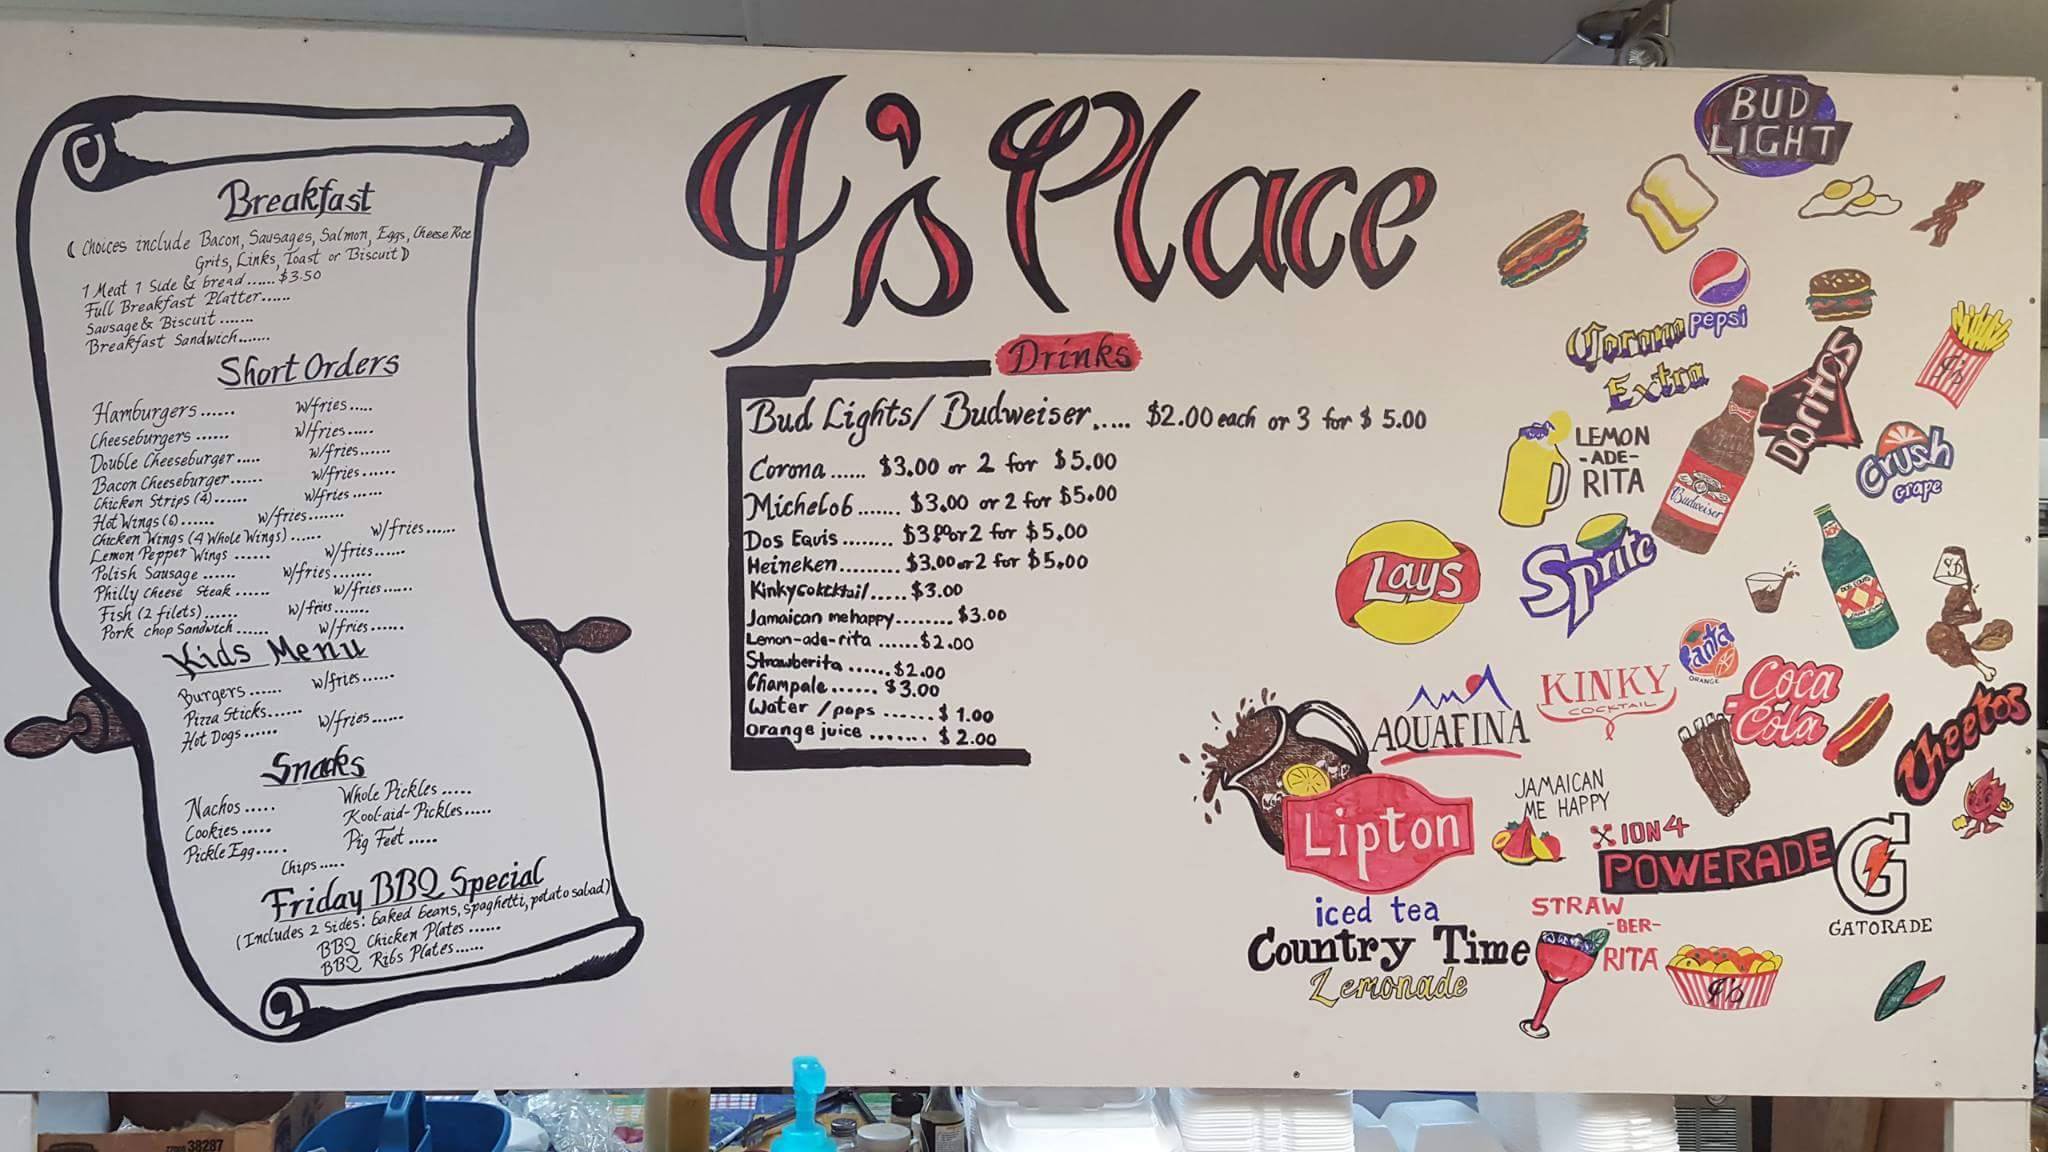 J's Place
Breakfast
(Choices include Bacon, Sausages, Salmon, Eggs, Cheese Rice
Grits, Links, Toast or Biscuit)
1 Meat 1 Side & bread......$3.50
Full Breakfast Platter......
Sausage & Biscuit .......
Breakfast Sandwich.......
Short Orders
Hamburgers...... w/fries.....
Cheeseburgers ...... w/fries.....
Double Cheeseburger..... w/fries......
Bacon Cheeseburger...... w/fries......
Chicken Strips (4)...... w/fries......
Hot Wings (6)...... w/fries.......
Chicken Wings (4 Whole Wings) ...... w/fries......
Lemon Pepper Wings ....... w/fries......
Polish Sausage ...... w/fries.......
Philly Cheese Steak ...... w/fries......
Fish (2 filets)...... w/fries.......
Pork chop Sandwich...... w/fries......
Kids Menu
Burgers...... w/fries......
Pizza Sticks......
Hot Dogs...... w/fries......
Snacks
Nachos..... Whole Pickles.....
Cookies..... Kool-aid-Pickles.....
Pickle Egg..... Pig Feet.....
Chips.....
Friday BBQ Special
(Includes 2 Sides: baked beans, spaghetti, potato salad)
BBQ Chicken Plates ......
BBQ Ribs Plates......
Drinks
Bud Lights/ Budweiser...... $2.00 each or 3 for $5.00
Corona...... $3.00 or 2 for $5.00
Michelob....... $3.00 or 2 for $5.00
Dos Equis........ $3.00 or 2 for $5.00
Heineken......... $3.00 or 2 for $5.00
Kinkycoktktail..... $3.00
Jamaican mehappy......... $3.00
Lemon-ade-rita ......$2.00
Strawberita ......$2.00
Champale...... $3.00
Water /pops ......$ 1.00
orange juice ....... $ 2.00
BUD
LIGHT
pepsi
Corona
Extra
Doritos
J's
LEMON
-ADE-
RITA
Budweiser
Crush
Grape
Lays
Sprite
DOS EQUIS
XX
Fanta
ORANGE
AQUAFINA
KINKY
COCKTAIL
Coca
-Cola
Cheetos
Lipton
iced tea
JAMAICAN
ME HAPPY
ION4
POWERADE
G
GATORADE
Country Time
Lemonade
STRAW
-BER-
RITA
J's
38287